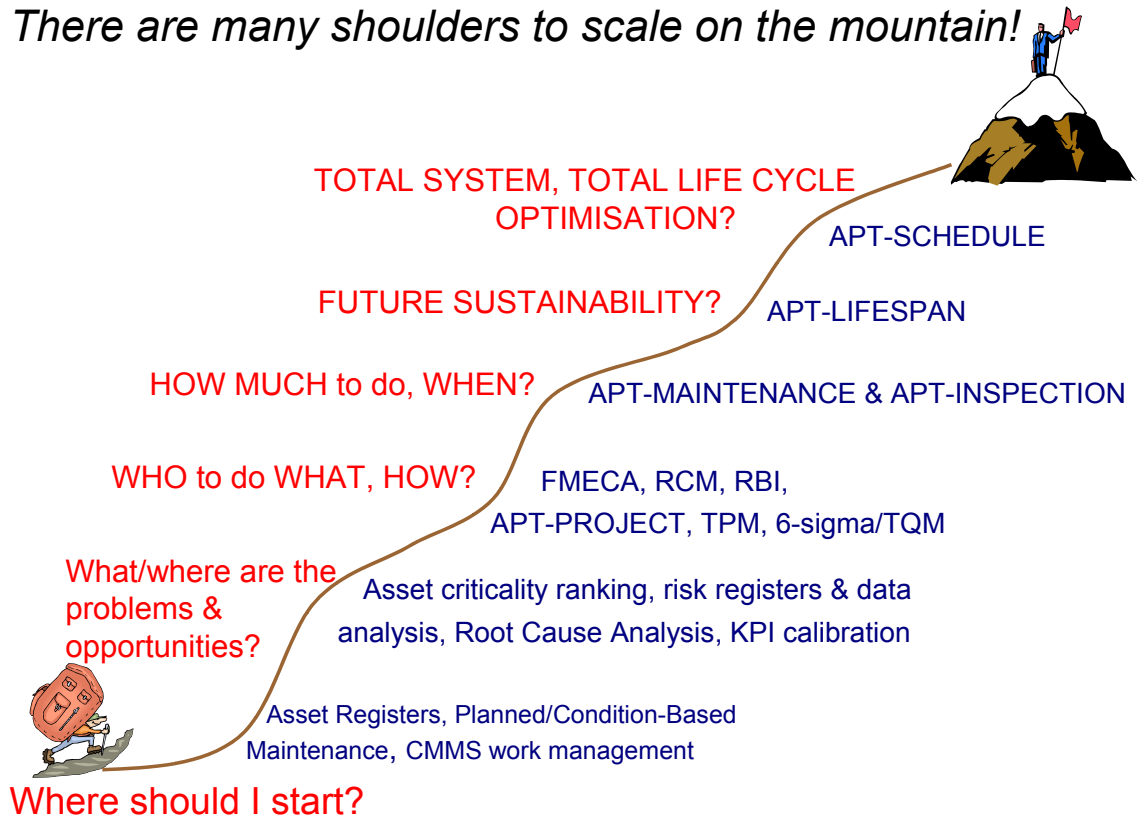 There are many shoulders to scale on the mountain!
TOTAL SYSTEM, TOTAL LIFE CYCLE
OPTIMISATION?
APT-SCHEDULE
FUTURE SUSTAINABILITY?
APT-LIFESPAN
HOW MUCH to do, WHEN?
APT-MAINTENANCE & APT-INSPECTION
WHO to do WHAT, HOW?
FMECA, RCM, RBI,
APT-PROJECT, TPM, 6-sigma/TQM
What/where are the
problems &
opportunities?
Asset criticality ranking, risk registers & data
analysis, Root Cause Analysis, KPI calibration
Asset Registers, Planned/Condition-Based
Maintenance, CMMS work management
Where should I start?